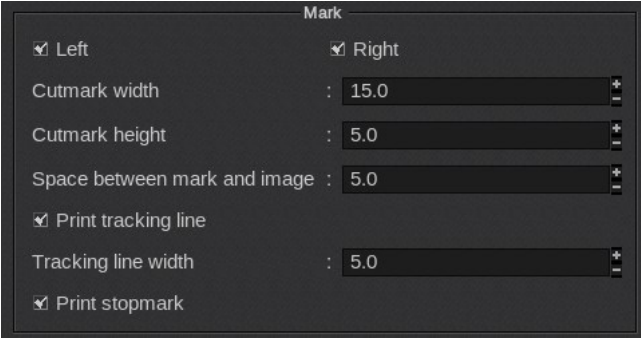 Mark
Left Right
Cutmark width : 15.0
Cutmark height : 5.0
Space between mark and image : 5.0
Print tracking line
Tracking line width : 5.0
Print stopmark